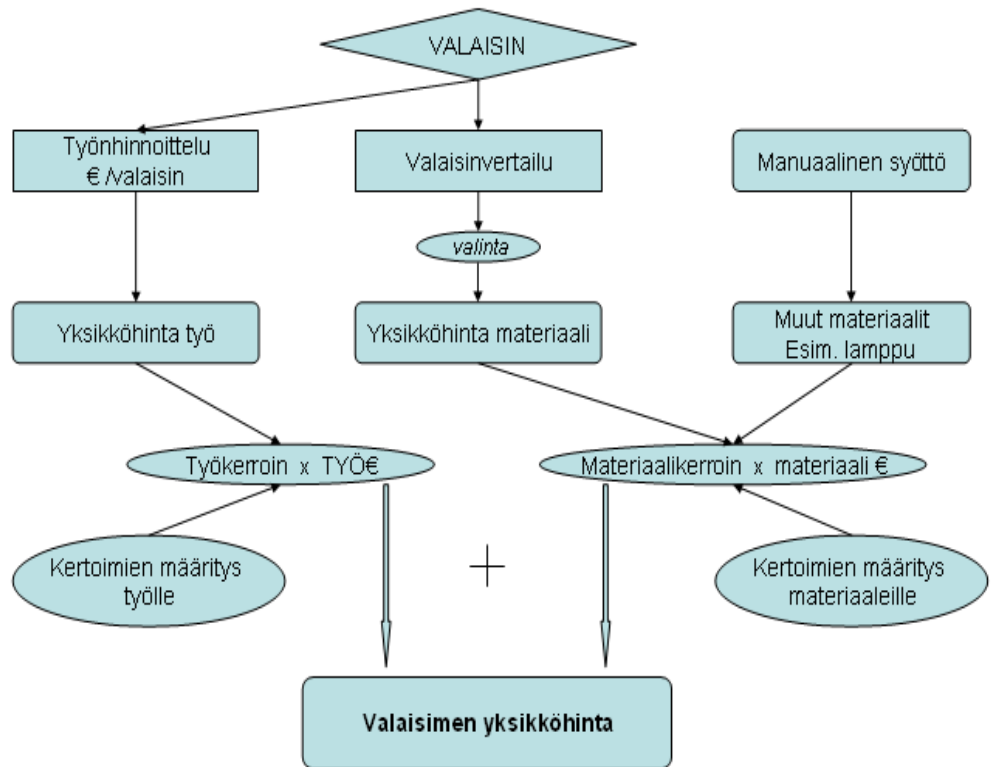 VALAISIN
Työnhinnoittelu
€ /valaisin
Valaisinvertailu
Manuaalinen syöttö
valinta
Yksikköhinta työ
Yksikköhinta materiaali
Muut materiaalit
Esim. lamppu
Työkerroin x TYÖ€
Materiaalikerroin x materiaali €
Kertoimien määritys
työlle
+
Kertoimien määritys
materiaaleille
Valaisimen yksikköhinta